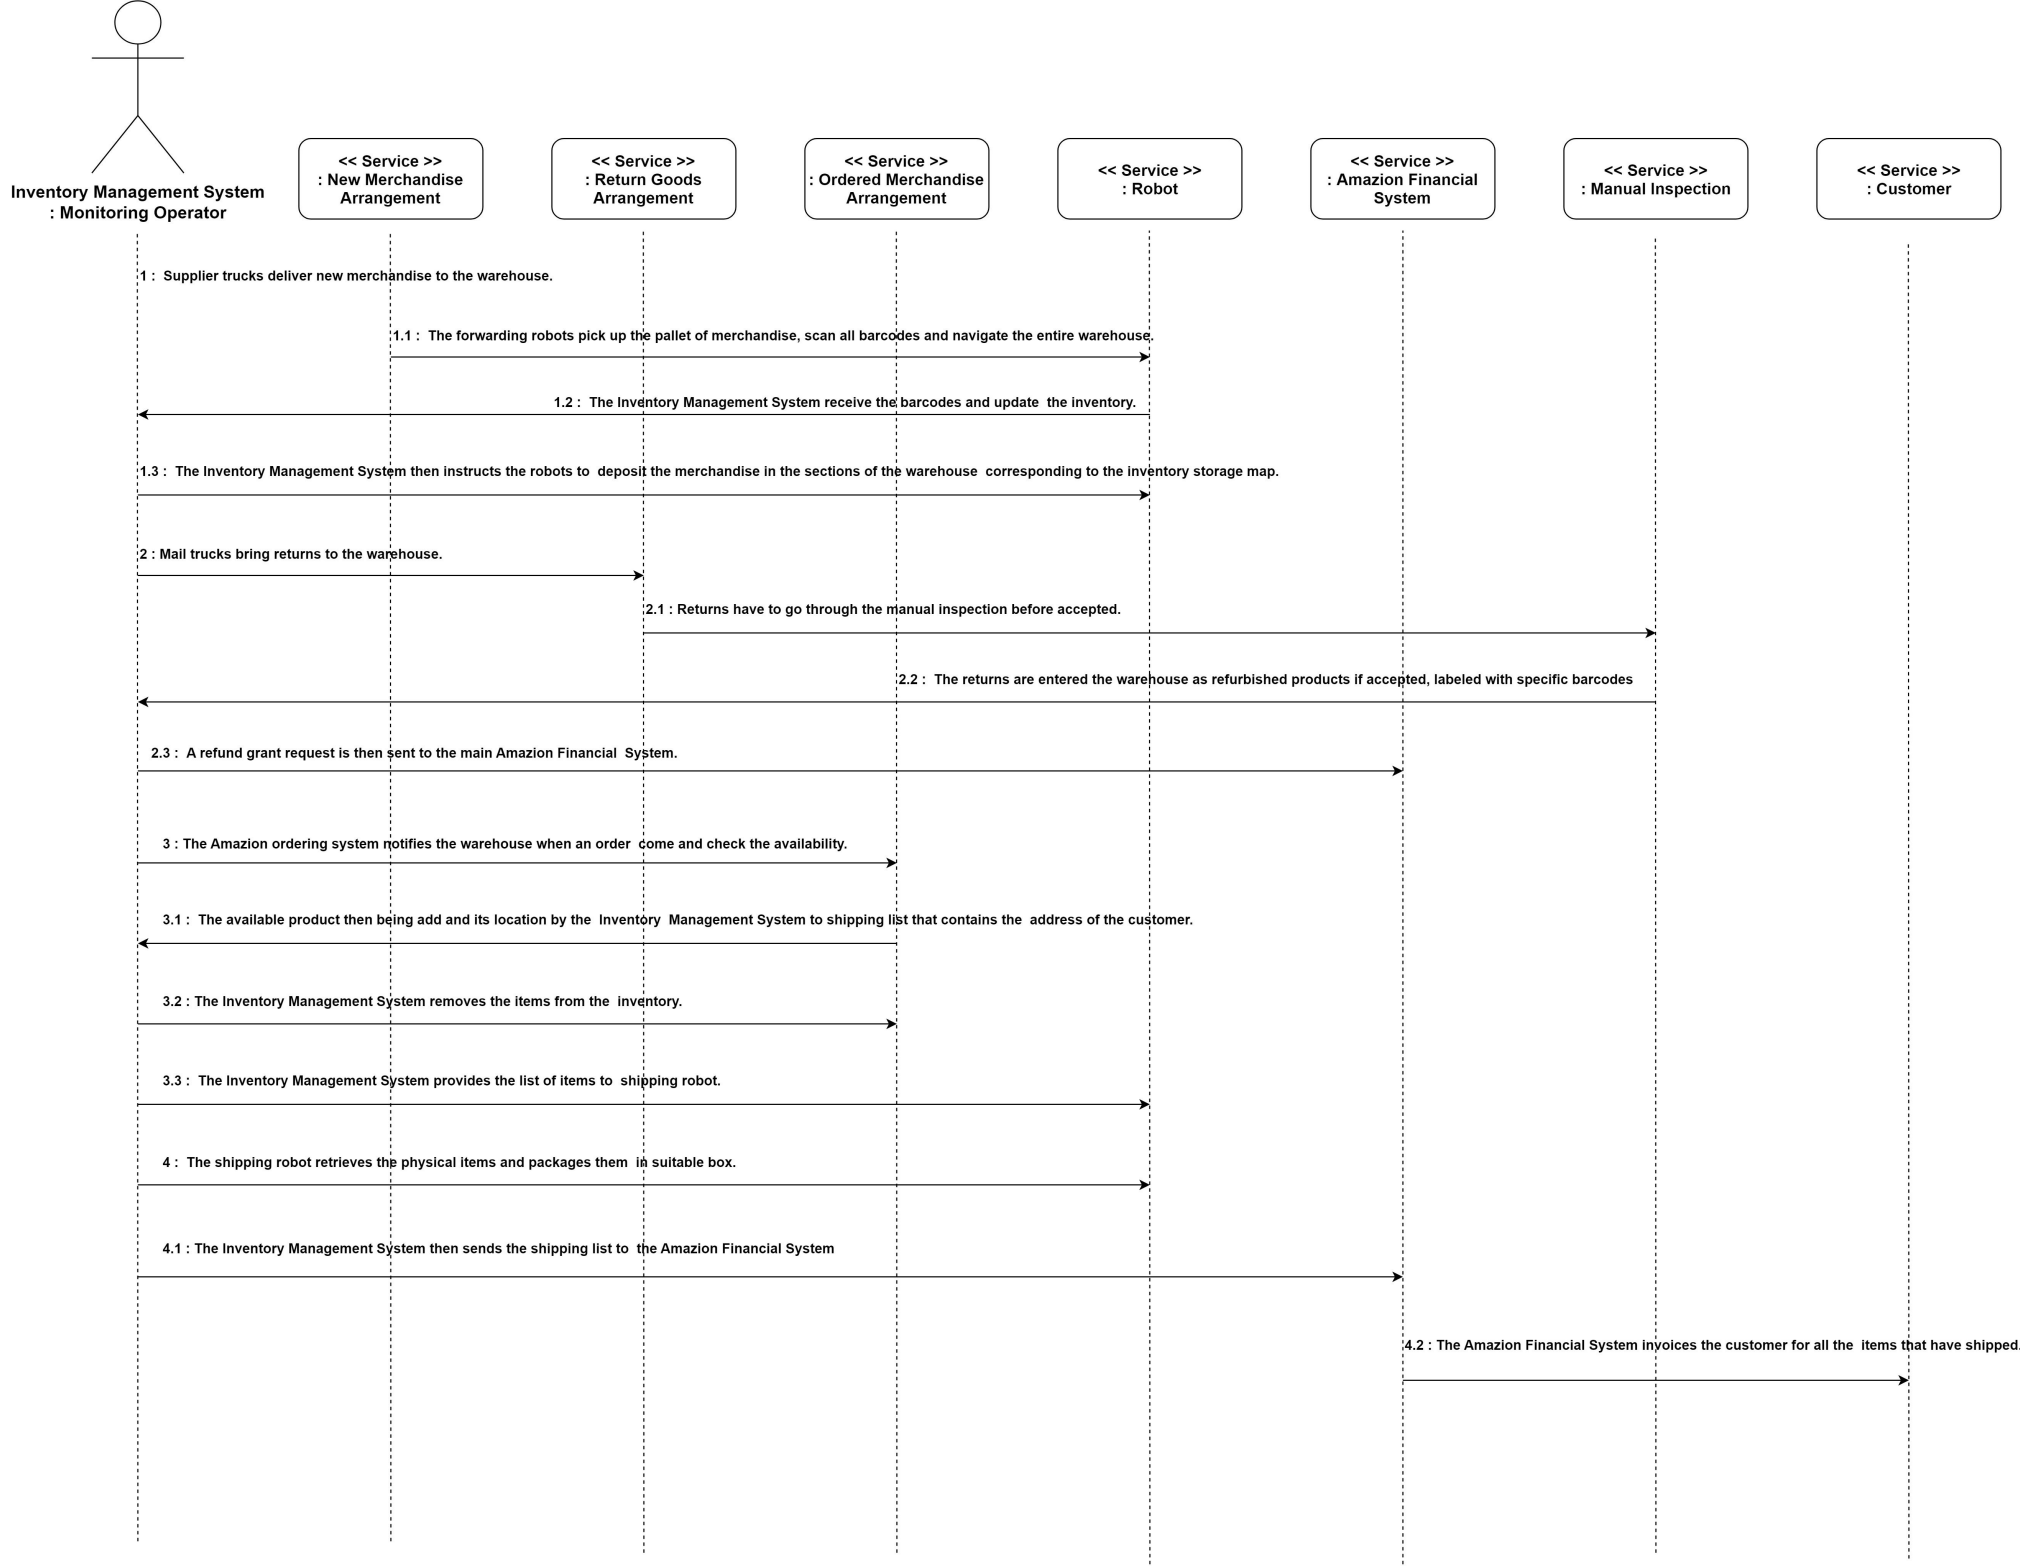 Inventory Management System
: Monitoring Operator
<< Service >>
: New Merchandise
Arrangement
<< Service >>
: Return Goods
Arrangement
<< Service >>
: Ordered Merchandise
Arrangement
<< Service >>
: Robot
<< Service >>
: Amazion Financial
System
<< Service >>
: Manual Inspection
<< Service >>
: Customer
1 :  Supplier trucks deliver new merchandise to the warehouse.
1.1 :  The forwarding robots pick up the pallet of merchandise, scan all barcodes and navigate the entire warehouse.
1.2 :  The Inventory Management System receive the barcodes and update  the inventory.
1.3 :  The Inventory Management System then instructs the robots to  deposit the merchandise in the sections of the warehouse  corresponding to the inventory storage map.
2 : Mail trucks bring returns to the warehouse.
2.1 : Returns have to go through the manual inspection before accepted.
2.2 :  The returns are entered the warehouse as refurbished products if accepted, labeled with specific barcodes
2.3 :  A refund grant request is then sent to the main Amazion Financial  System.
3 : The Amazion ordering system notifies the warehouse when an order  come and check the availability.
3.1 :  The available product then being add and its location by the  Inventory  Management System to shipping list that contains the  address of the customer.
3.2 : The Inventory Management System removes the items from the  inventory.
3.3 :  The Inventory Management System provides the list of items to  shipping robot.
4 :  The shipping robot retrieves the physical items and packages them  in suitable box.
4.1 : The Inventory Management System then sends the shipping list to  the Amazion Financial System
4.2 : The Amazion Financial System invoices the customer for all the  items that have shipped.